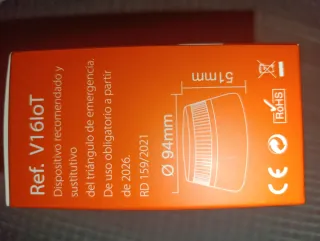 Ref. V16IoT
Dispositivo recomendado y
sustitutivo
del triángulo de emergencia.
De uso obligatorio a partir
de 2026.
RD 159/2021
Ø 94mm
51mm
RoHS
CE